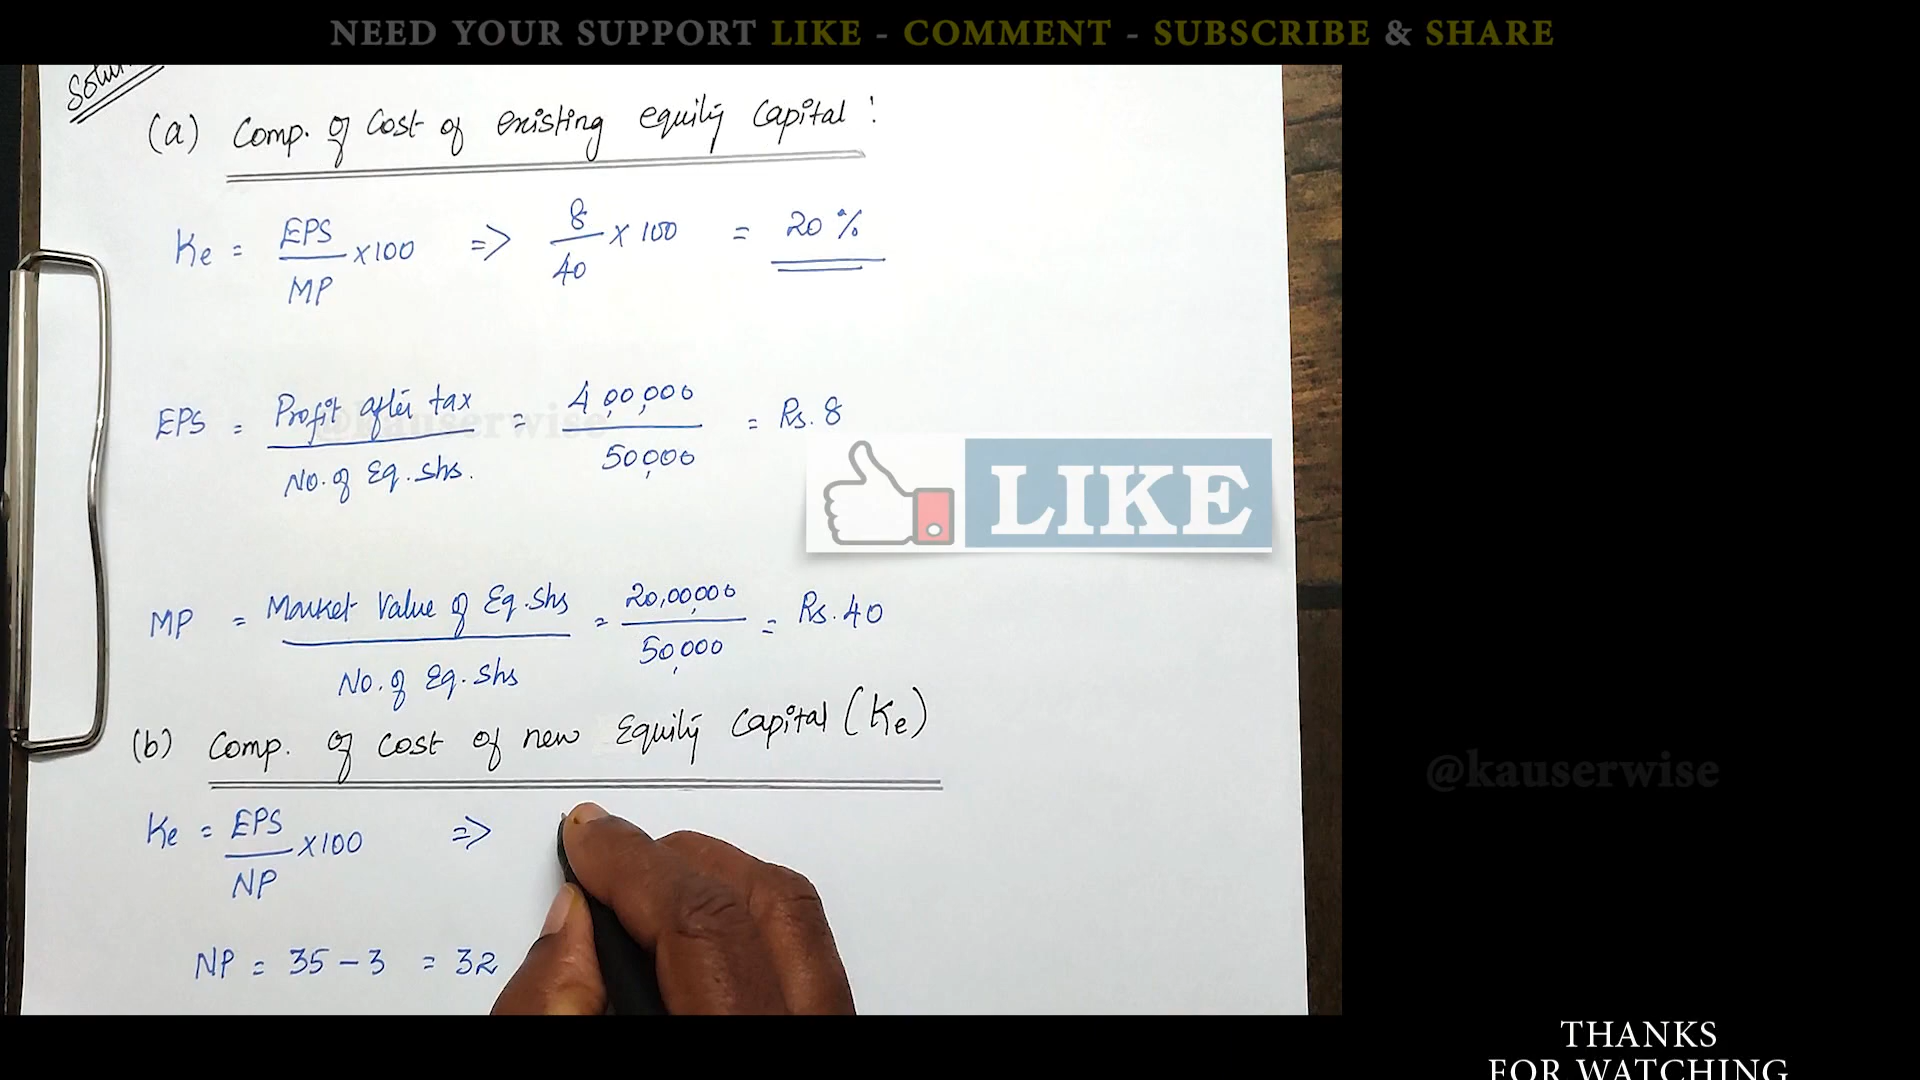 NEED YOUR SUPPORT LIKE - COMMENT - SUBSCRIBE & SHARE
(a) Comp. of Cost of existing equity Capital :
Ke = EPS/MP x100 => 8/40 x 100 = 20 %
EPS = Profit after tax/No. of Eq. shs. = 4,00,000/50,000 = Rs. 8
@kauserwise
LIKE
MP = Market Value of Eq. Shs/No. of Eq. Shs = 20,00,000/50,000 = Rs. 40
(b) Comp. of Cost of new Equity Capital (Ke)
@kauserwise
Ke = EPS/NP x100 =>
NP = 35 - 3 = 32
THANKS
FOR WATCHING